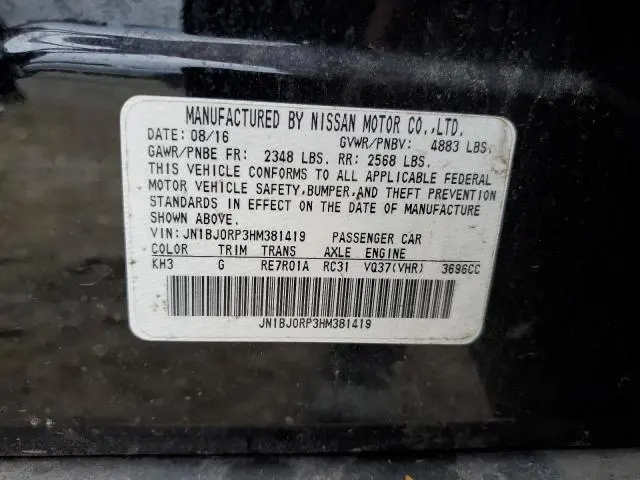 MANUFACTURED BY NISSAN MOTOR CO.,LTD.
DATE: 08/16 GVWR/PNBV: 4883 LBS.
GAWR/PNBE FR: 2348 LBS. RR: 2568 LBS.
THIS VEHICLE CONFORMS TO ALL APPLICABLE FEDERAL
MOTOR VEHICLE SAFETY,BUMPER,AND THEFT PREVENTION
STANDARDS IN EFFECT ON THE DATE OF MANUFACTURE
SHOWN ABOVE.
VIN:JN1BJ0RP3HM381419 PASSENGER CAR
COLOR TRIM TRANS AXLE ENGINE
KH3 G RE7R01A RC31 VQ37(VHR) 3696CC
JN1BJ0RP3HM381419